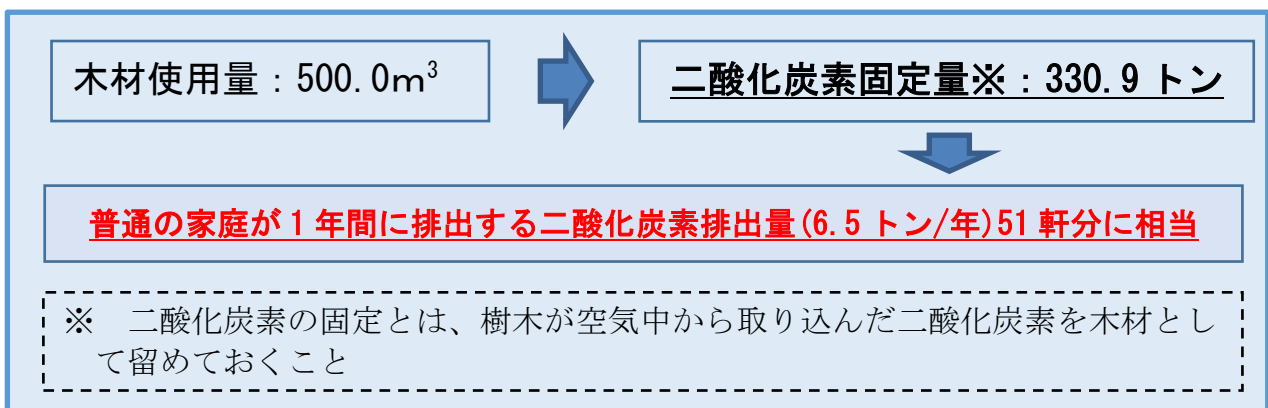 木材使用量：500.0m³
二酸化炭素固定量※：330.9 トン
普通の家庭が1年間に排出する二酸化炭素排出量(6.5 トン/年)51 軒分に相当
※　二酸化炭素の固定とは、樹木が空気中から取り込んだ二酸化炭素を木材とし
て留めておくこと